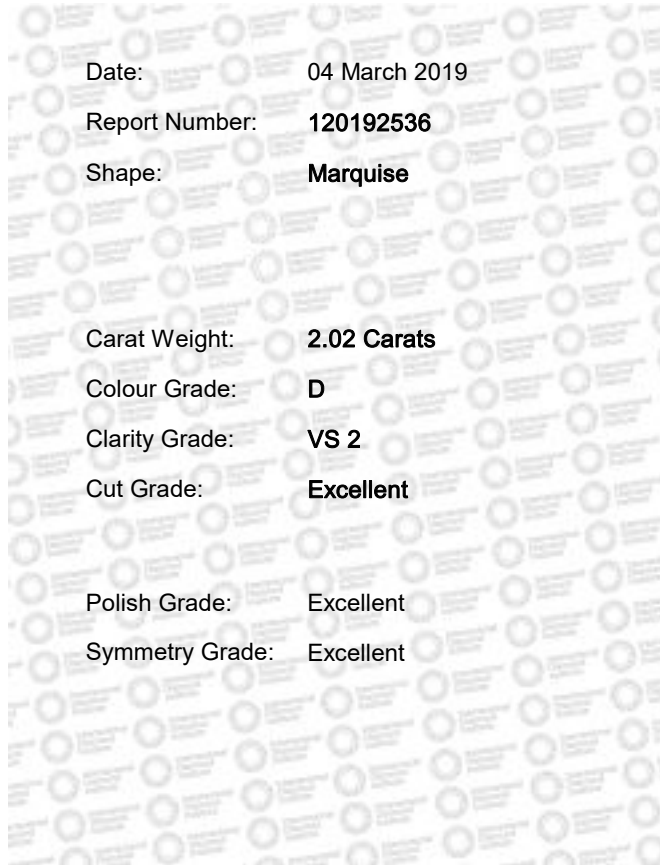 Date: 04 March 2019
Report Number: 120192536
Shape: Marquise
Carat Weight: 2.02 Carats
Colour Grade: D
Clarity Grade: VS 2
Cut Grade: Excellent
Polish Grade: Excellent
Symmetry Grade: Excellent